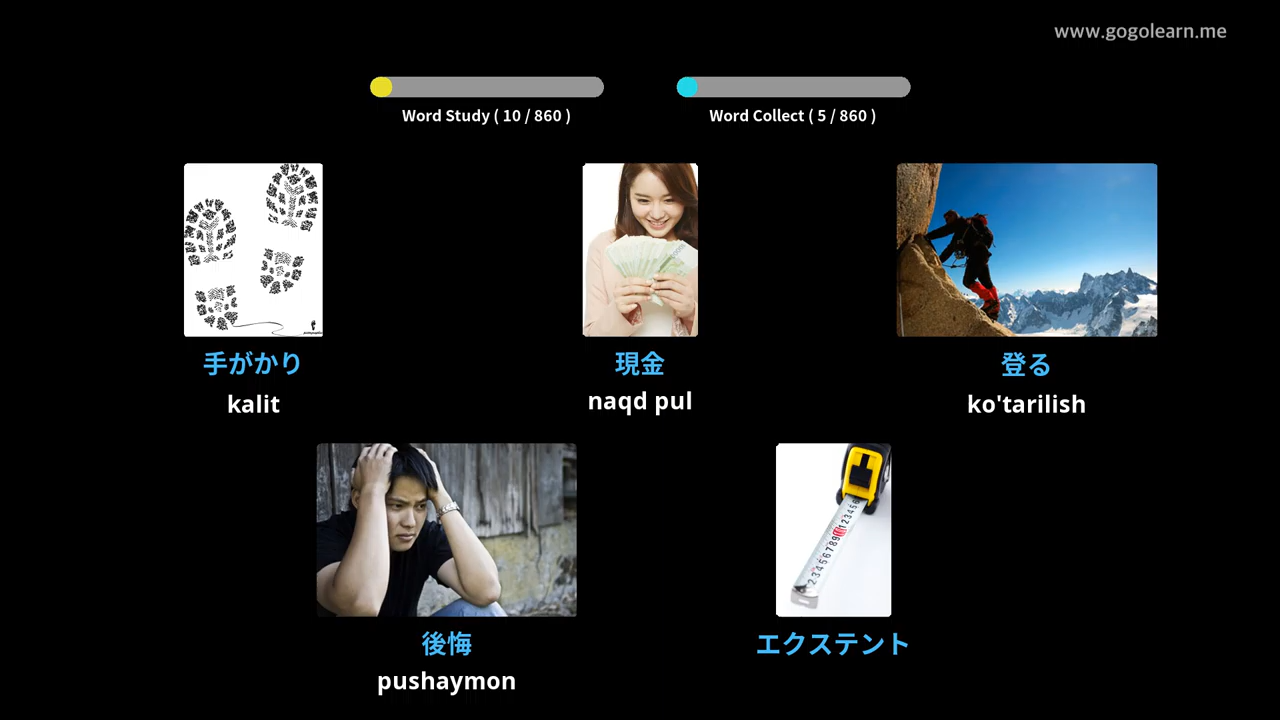 www.gogolearn.me
Word Study ( 10 / 860 )
Word Collect ( 5 / 860 )
手がかり
kalit
現金
naqd pul
登る
ko'tarilish
後悔
pushaymon
エクステント